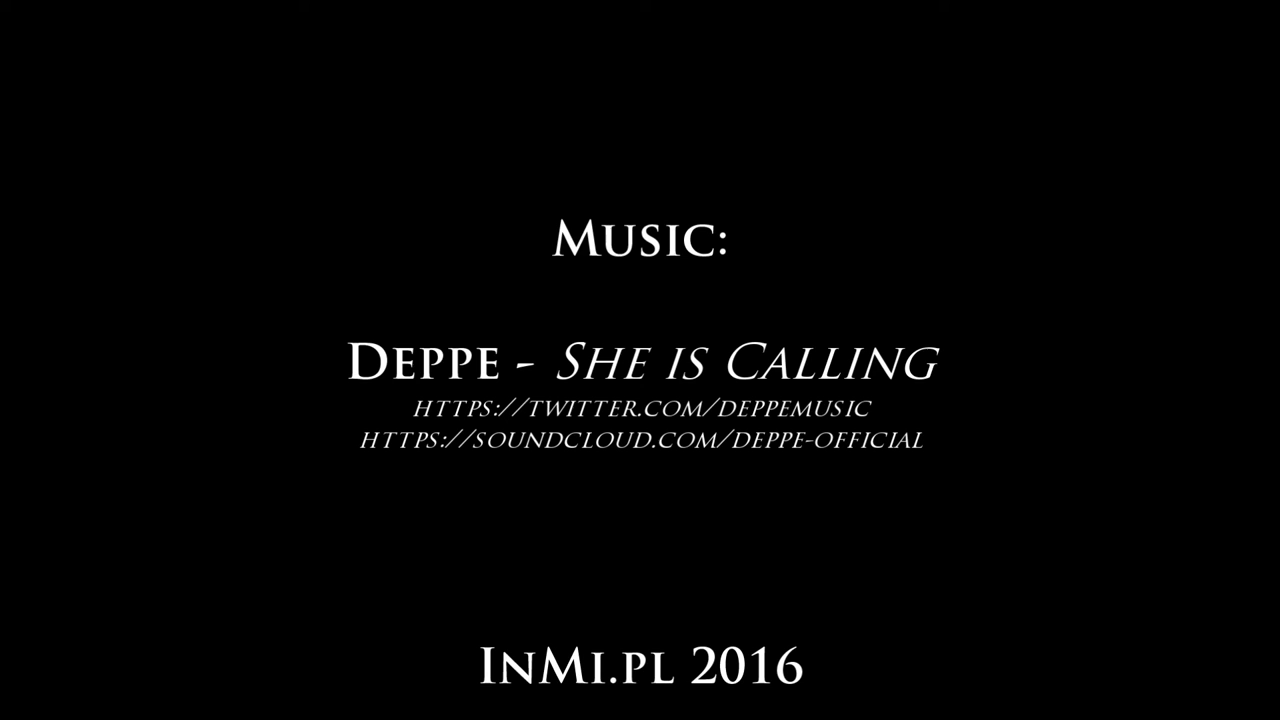 Music:
Deppe - She is Calling
https://twitter.com/deppemusic
https://soundcloud.com/deppe-official
InMi.pl 2016